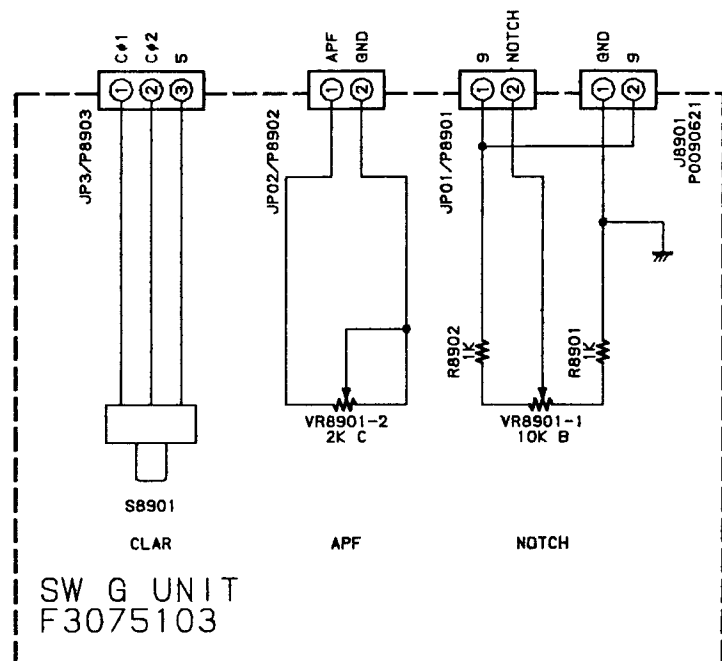 Cφ1
Cφ2
5
APF
GND
9
NOTCH
GND
9
1
2
3
1
2
1
2
1
2
JP3/P8903
JP02/P8902
JP01/P8901
J8901
P0090621
R8902
1K
R8901
1K
VR8901-2
2K C
VR8901-1
10K B
S8901
CLAR
APF
NOTCH
SW G UNIT
F3075103